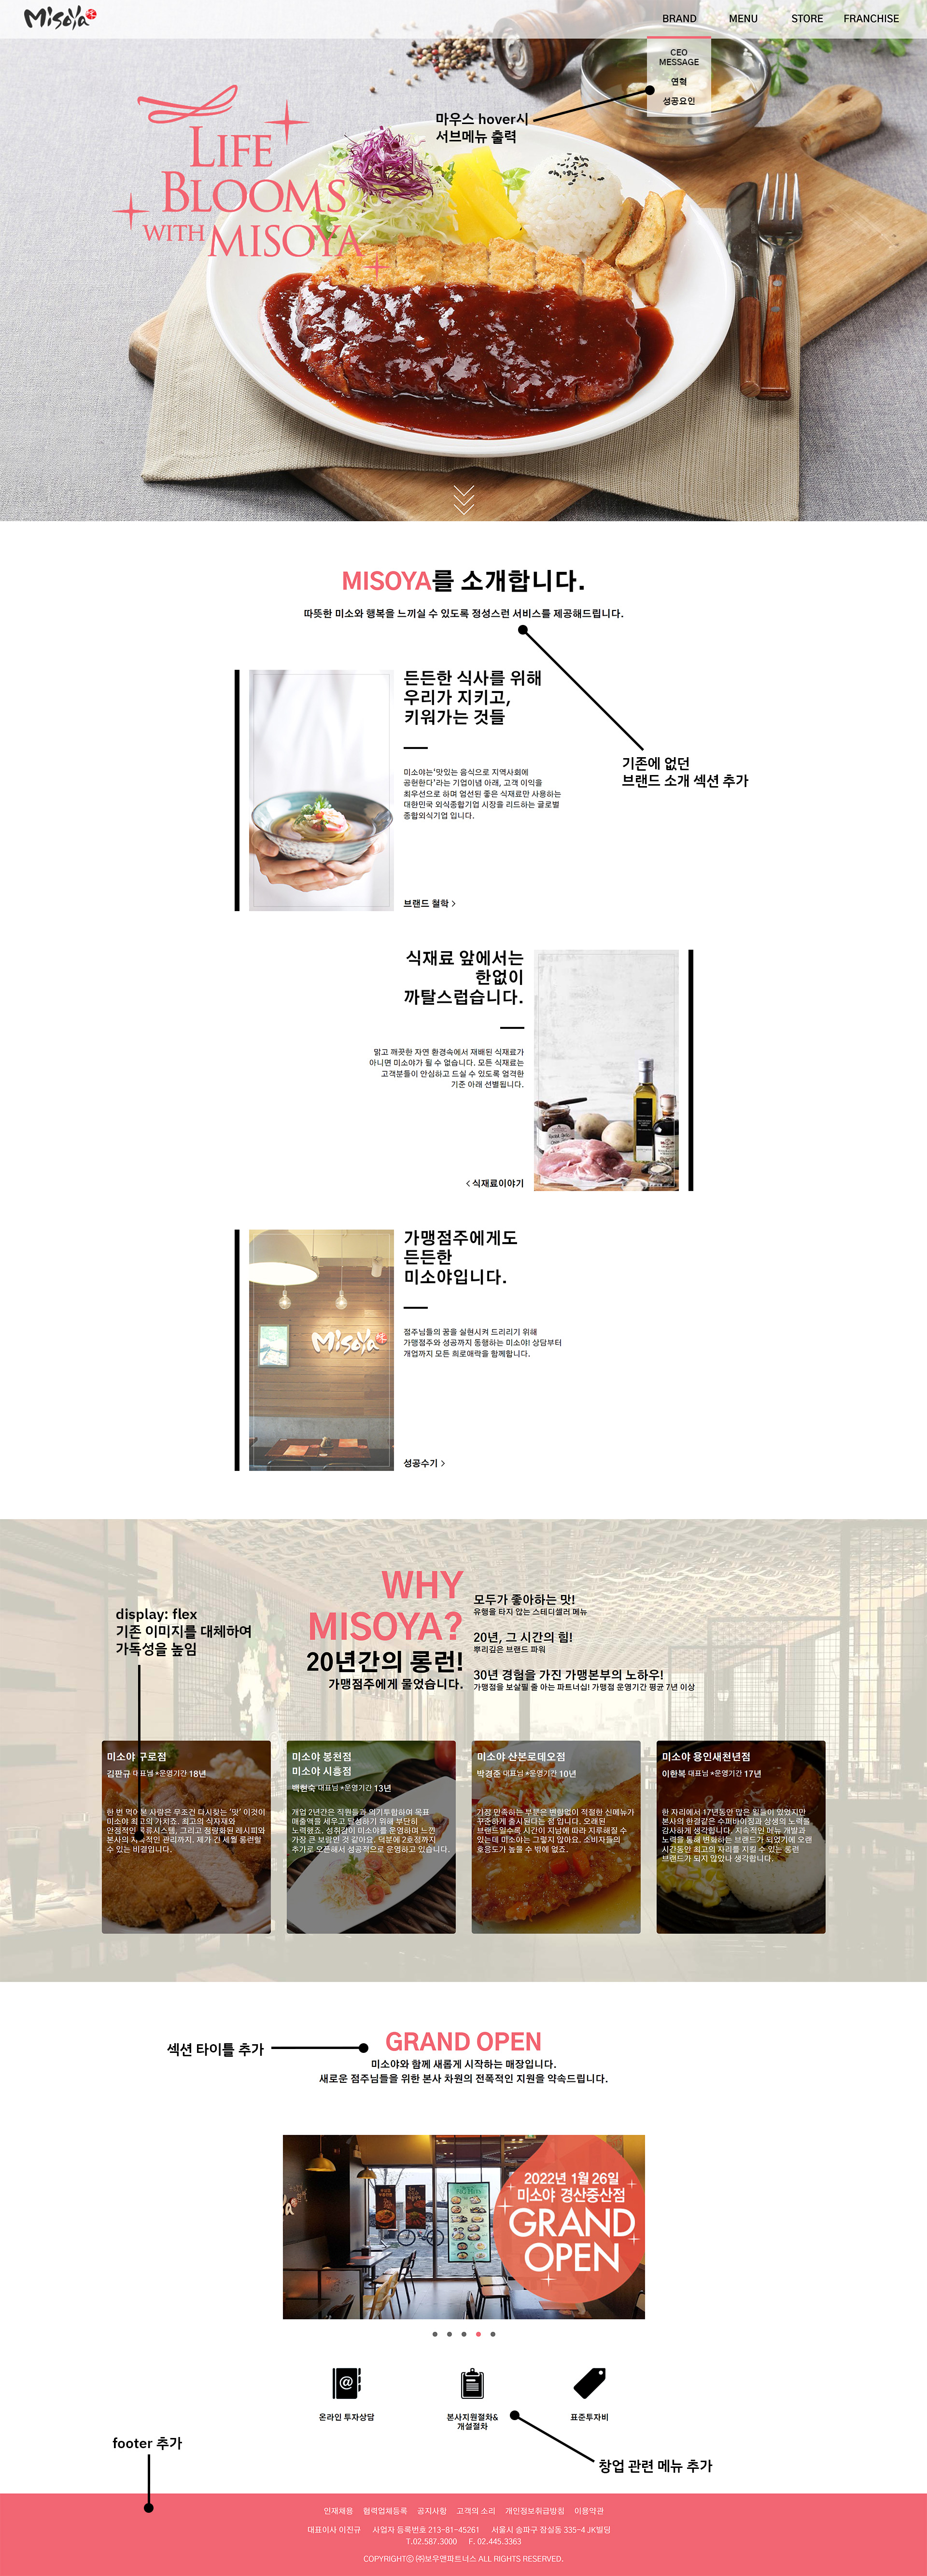 Misoya
BRAND
MENU
STORE
FRANCHISE
CEO
MESSAGE
연혁
성공요인
마우스 hover시
서브메뉴 출력
LIFE
BLOOMS
WITH MISOYA
MISOYA를 소개합니다.
따뜻한 미소와 행복을 느끼실 수 있도록 정성스런 서비스를 제공해드립니다.
기존에 없던
브랜드 소개 섹션 추가
든든한 식사를 위해
우리가 지키고,
키워가는 것들
미소야는'맛있는 음식으로 지역사회에
공헌한다'라는 기업이념 아래, 고객 이익을
최우선으로 하며 엄선된 좋은 식재료만 사용하는
대한민국 외식종합기업 시장을 리드하는 글로벌
종합외식기업 입니다.
브랜드 철학 >
식재료 앞에서는
한없이
까탈스럽습니다.
맑고 깨끗한 자연 환경속에서 재배된 식재료가
아니면 미소야가 될 수 없습니다. 모든 식재료는
고객분들이 안심하고 드실 수 있도록 엄격한
기준 아래 선별됩니다.
< 식재료이야기
가맹점주에게도
든든한
미소야입니다.
Misoya
점주님들의 꿈을 실현시켜 드리리기 위해
가맹점주와 성공까지 동행하는 미소야! 상담부터
개업까지 모든 희로애락을 함께합니다.
성공수기 >
display: flex
기존 이미지를 대체하여
가독성을 높임
WHY
MISOYA?
20년간의 롱런!
가맹점주에게 물었습니다.
모두가 좋아하는 맛!
유행을 타지 않는 스테디셀러 메뉴
20년, 그 시간의 힘!
뿌리깊은 브랜드 파워
30년 경험을 가진 가맹본부의 노하우!
가맹점을 보살필 줄 아는 파트너십! 가맹점 운영기간 평균 7년 이상
미소야 구로점
김판규 대표님 *운영기간 18년
한 번 먹어본 사람은 무조건 다시찾는 '맛' 이것이
미소야 최고의 가치죠. 최고의 식자재와
안정적인 물류시스템, 그리고 정량화된 레시피와
본사의 지속적인 관리까지. 제가 긴 세월 롱런할
수 있는 비결입니다.
미소야 봉천점
미소야 시흥점
백현숙 대표님 *운영기간 13년
개업 2년간은 직원들과 의기투합하여 목표
매출액을 세우고 달성하기 위해 부단히
노력했죠. 성취감이 미소야를 운영하며 느낀
가장 큰 보람인 것 같아요. 덕분에 2호점까지
추가로 오픈해서 성공적으로 운영하고 있습니다.
미소야 산본로데오점
박경준 대표님 *운영기간 10년
가장 만족하는 부분은 변함없이 적절한 신메뉴가
꾸준하게 출시된다는 점 입니다. 오래된
브랜드일수록 시간이 지남에 따라 지루해질 수
있는데 미소야는 그렇지 않아요. 소비자들의
호응도가 높을 수 밖에 없죠.
미소야 용인새천년점
이한복 대표님 *운영기간 17년
한 자리에서 17년동안 많은 일들이 있었지만
본사의 한결같은 수퍼바이징과 상생의 노력을
감사하게 생각합니다. 지속적인 메뉴 개발과
노력을 통해 변화하는 브랜드가 되었기에 오랜
시간동안 최고의 자리를 지킬 수 있는 롱런
브랜드가 되지 않았나 생각합니다.
섹션 타이틀 추가
GRAND OPEN
미소야와 함께 새롭게 시작하는 매장입니다.
새로운 점주님들을 위한 본사 차원의 전폭적인 지원을 약속드립니다.
2022년 1월 26일
미소야 경산중산점
GRAND
OPEN
온라인 투자상담
본사지원절차&
개설절차
표준투자비
창업 관련 메뉴 추가
footer 추가
인재채용
협력업체등록
공지사항
고객의 소리
개인정보취급방침
이용약관
대표이사 이진규 사업자 등록번호 213-81-45261 서울시 송파구 잠실동 335-4 JK빌딩
T.02.587.3000 F. 02.445.3363
COPYRIGHTⓒ ㈜보우앤파트너스 ALL RIGHTS RESERVED.